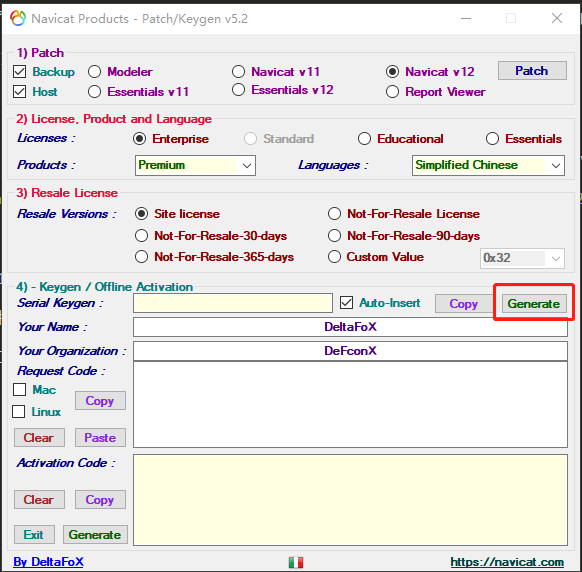 Navicat Products - Patch/Keygen v5.2
1) Patch
Backup Modeler Navicat v11 Navicat v12 Patch
Host Essentials v11 Essentials v12 Report Viewer
2) License, Product and Language
Licenses : Enterprise Standard Educational Essentials
Products : Premium Languages : Simplified Chinese
3) Resale License
Resale Versions : Site license Not-For-Resale License
Not-For-Resale-30-days Not-For-Resale-90-days
Not-For-Resale-365-days Custom Value 0x32
4) - Keygen / Offline Activation
Serial Keygen : Auto-Insert Copy Generate
Your Name : DeltaFoX
Your Organization : DeFconX
Request Code :
Mac
Copy
Linux
Clear Paste
Activation Code :
Clear Copy
Exit Generate
By DeltaFoX https://navicat.com